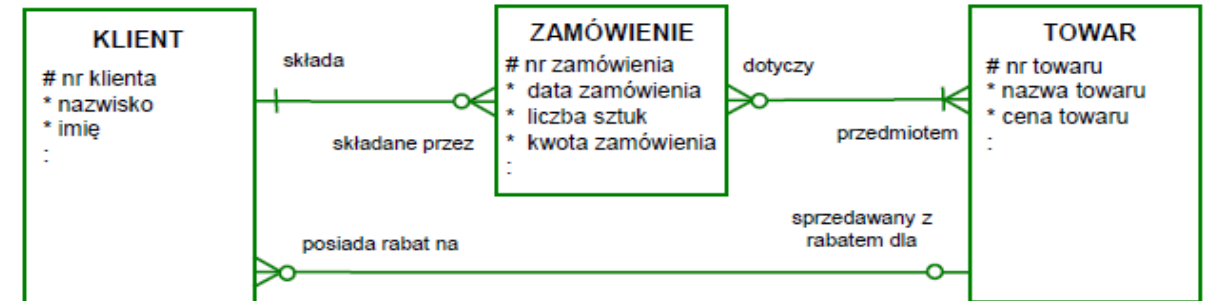 KLIENT
# nr klienta
* nazwisko
* imię
:
składa
składane przez
ZAMÓWIENIE
# nr zamówienia
* data zamówienia
* liczba sztuk
* kwota zamówienia
:
dotyczy
przedmiotem
TOWAR
# nr towaru
* nazwa towaru
* cena towaru
:
posiada rabat na
sprzedawany z
rabatem dla